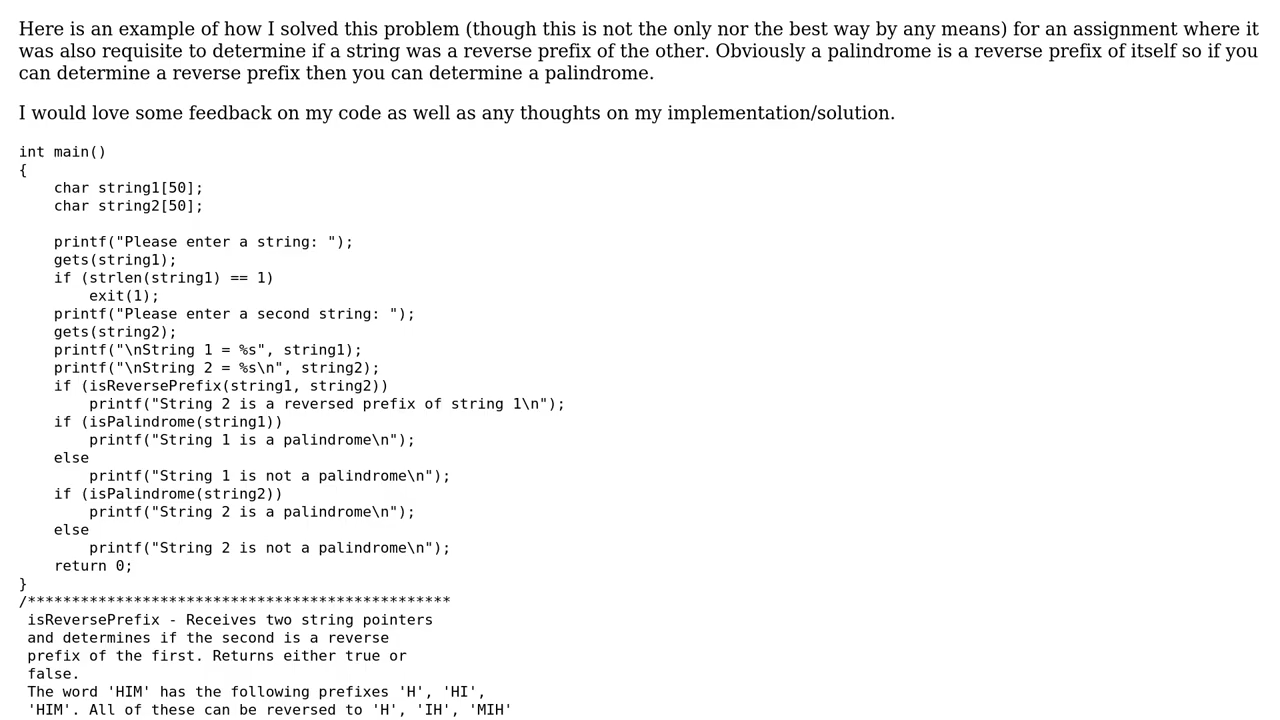 Here is an example of how I solved this problem (though this is not the only nor the best way by any means) for an assignment where it
was also requisite to determine if a string was a reverse prefix of the other. Obviously a palindrome is a reverse prefix of itself so if you
can determine a reverse prefix then you can determine a palindrome.
I would love some feedback on my code as well as any thoughts on my implementation/solution.
int main()
{
    char string1[50];
    char string2[50];

    printf("Please enter a string: ");
    gets(string1);
    if (strlen(string1) == 1)
        exit(1);
    printf("Please enter a second string: ");
    gets(string2);
    printf("\nString 1 = %s", string1);
    printf("\nString 2 = %s\n", string2);
    if (isReversePrefix(string1, string2))
        printf("String 2 is a reversed prefix of string 1\n");
    if (isPalindrome(string1))
        printf("String 1 is a palindrome\n");
    else
        printf("String 1 is not a palindrome\n");
    if (isPalindrome(string2))
        printf("String 2 is a palindrome\n");
    else
        printf("String 2 is not a palindrome\n");
    return 0;
}
/************************************************
 isReversePrefix - Receives two string pointers
 and determines if the second is a reverse
 prefix of the first. Returns either true or
 false.
 The word 'HIM' has the following prefixes 'H', 'HI',
 'HIM'. All of these can be reversed to 'H', 'IH', 'MIH'